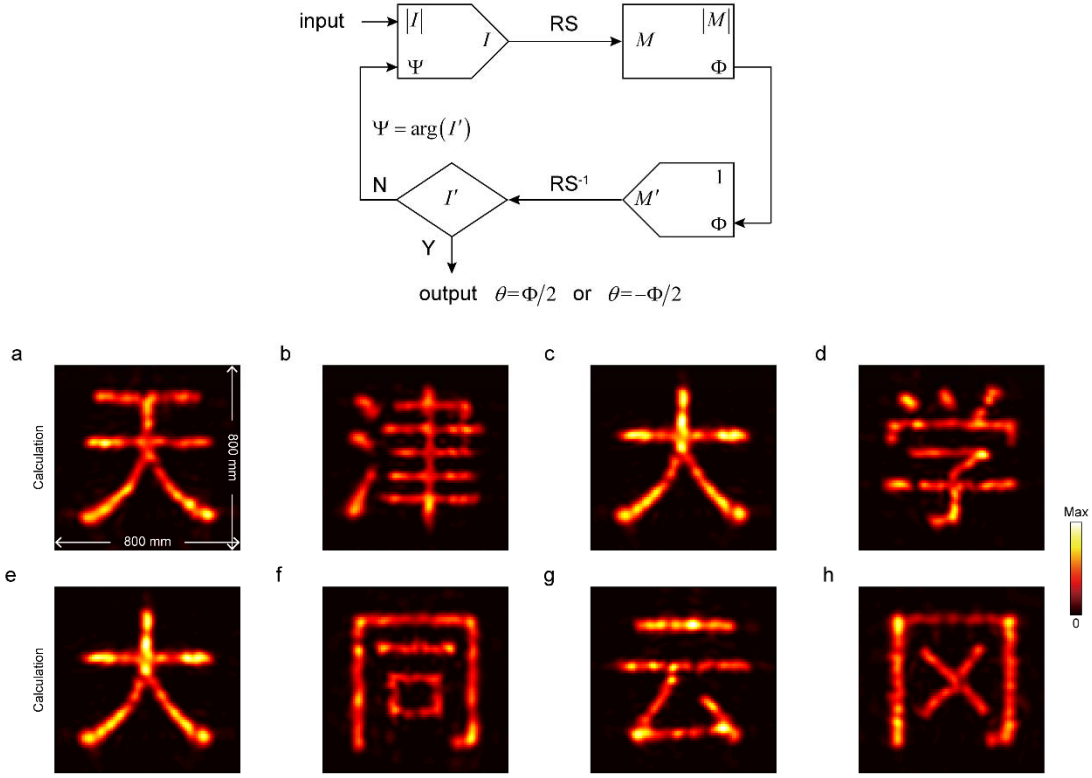 input |I| I RS M |M|
Ψ Φ
Ψ = arg(I′)
N I′ RS⁻¹ M′ 1
Y Φ
output θ=Φ/2 or θ=−Φ/2
a b c d
Calculation 天 津 大 学
800 mm
800 mm
Max
0
e f g h
Calculation 大 同 云 冈